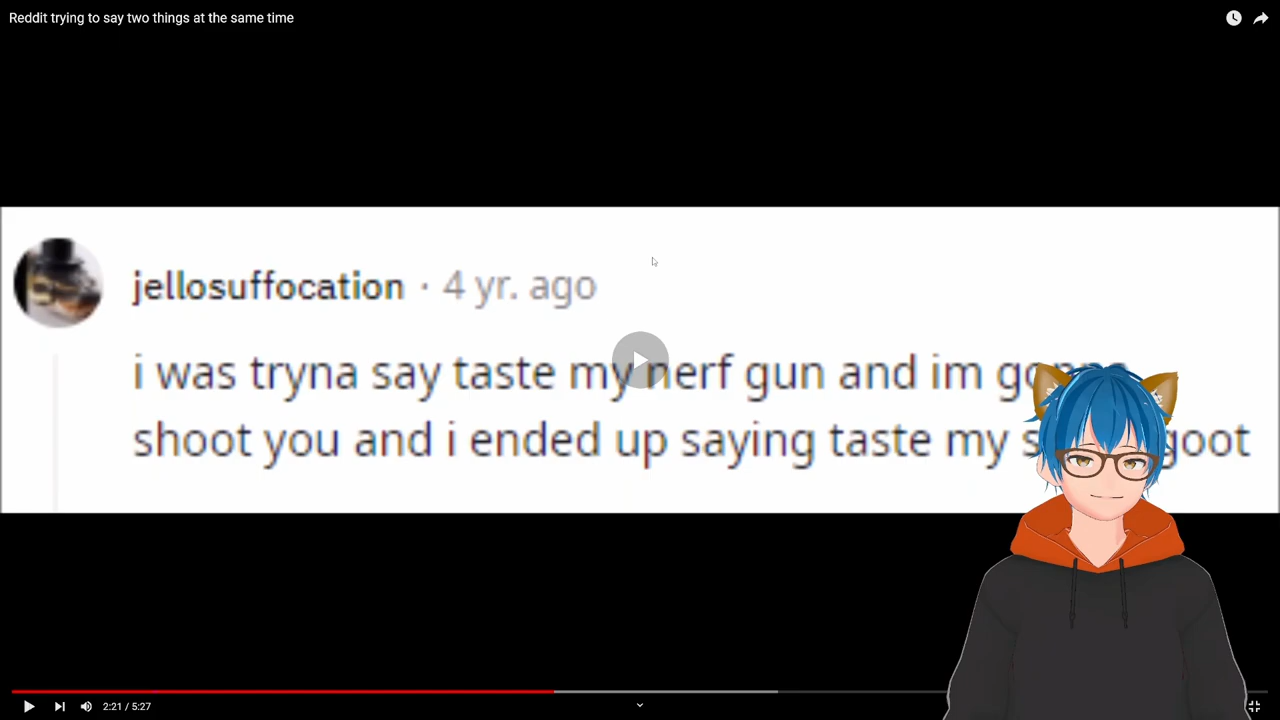 Reddit trying to say two things at the same time
jellosuffocation · 4 yr. ago
i was tryna say taste my nerf gun and im
shoot you and i ended up saying taste my goot
2:21 / 5:27